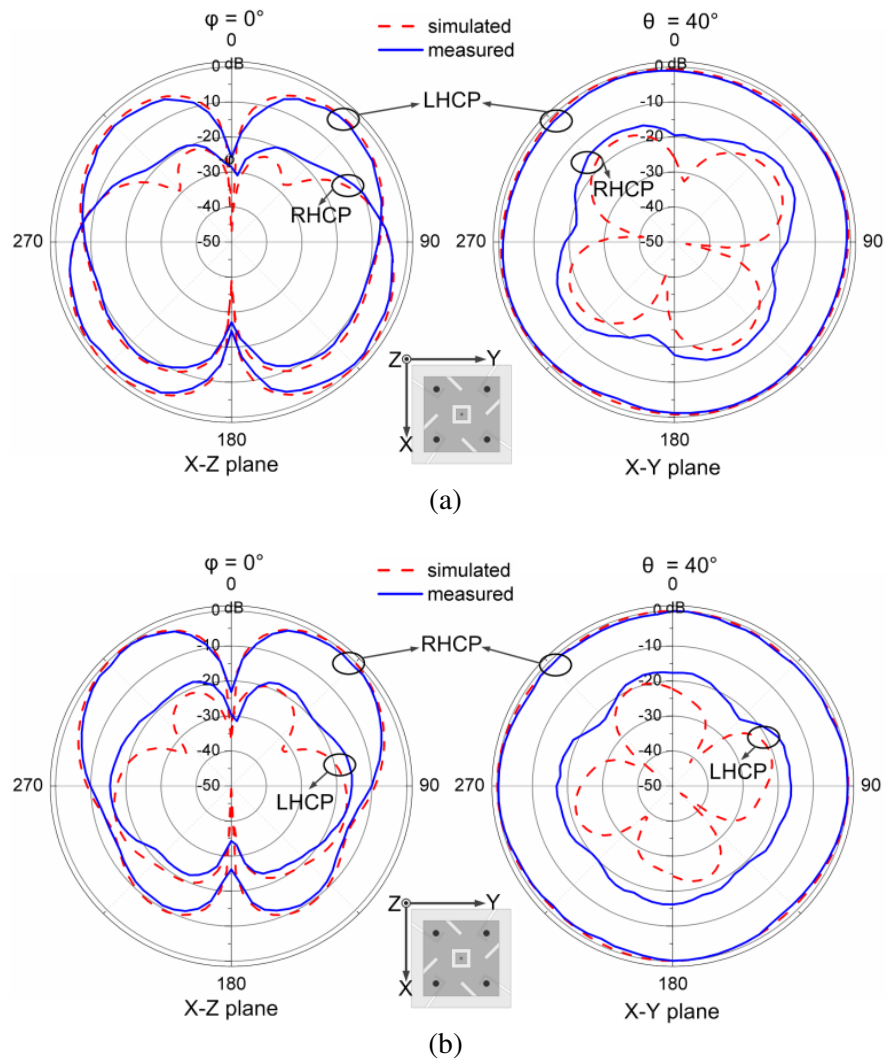 φ = 0°
simulated
measured
θ = 40°
0
0
0 dB
-10
-20
φ
-30
-40
-50
270
90
180
LHCP
RHCP
X-Z plane
Z
Y
X
0 dB
-10
-20
-30
-40
-50
270
90
180
RHCP
X-Y plane
(a)
φ = 0°
simulated
measured
θ = 40°
0
0
0 dB
-10
-20
-30
-40
-50
270
90
180
RHCP
LHCP
X-Z plane
Z
Y
X
0 dB
-10
-20
-30
-40
-50
270
90
180
LHCP
X-Y plane
(b)